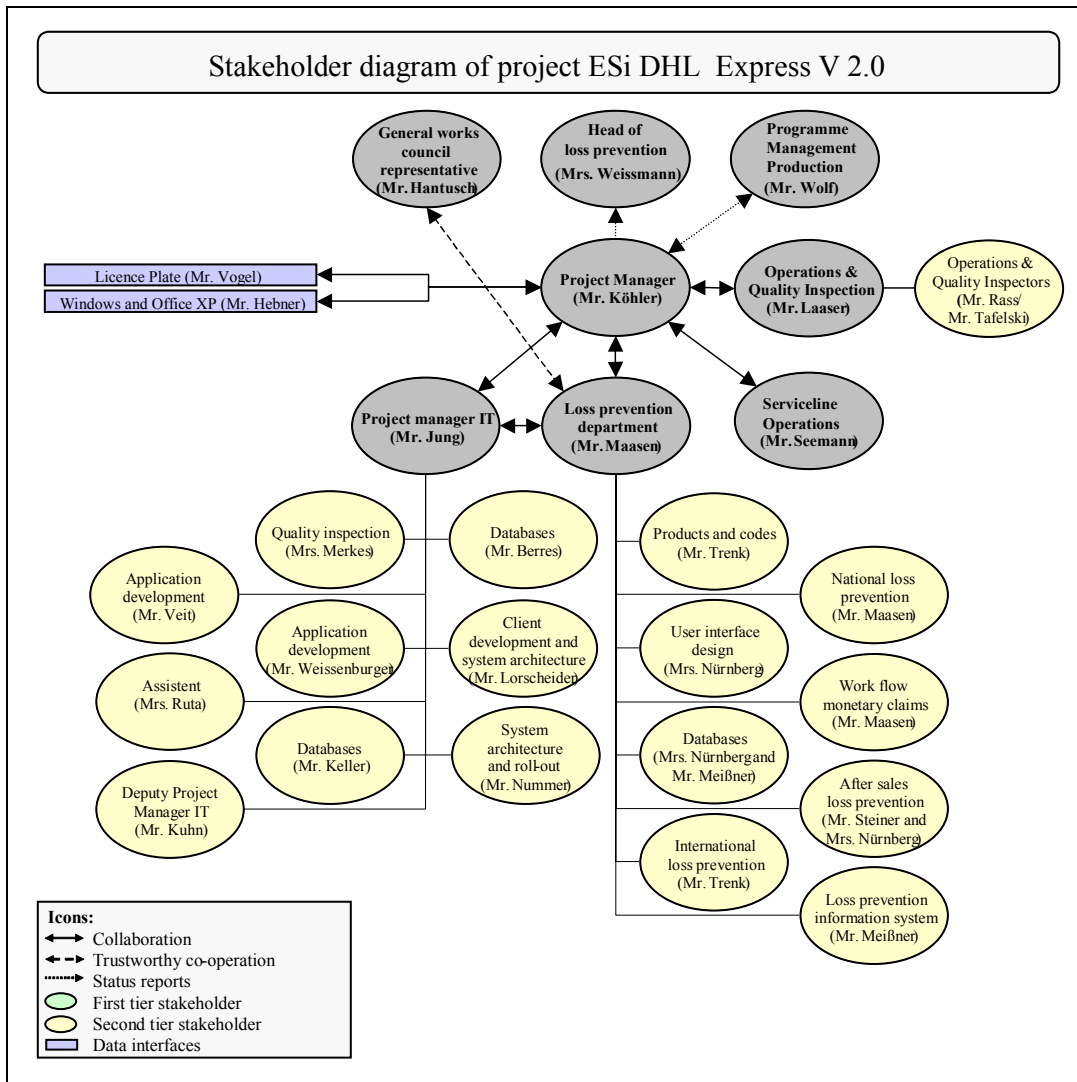 Stakeholder diagram of project ESi DHL Express V 2.0
General works
council
representative
(Mr. Hantusch)
Head of
loss prevention
(Mrs. Weissmann)
Programme
Management
Production
(Mr. Wolf)
Licence Plate (Mr. Vogel)
Windows and Office XP (Mr. Hebner)
Project Manager
(Mr. Köhler)
Operations &
Quality Inspection
(Mr. Laaser)
Operations &
Quality Inspectors
(Mr. Rass/
Mr. Tafelski)
Project manager IT
(Mr. Jung)
Loss prevention
department
(Mr. Maasen)
Serviceline
Operations
(Mr. Seemann)
Quality inspection
(Mrs. Merkes)
Databases
(Mr. Berres)
Application
development
(Mr. Veit)
Application
development
(Mr. Weissenburger)
Client
development and
system architecture
(Mr. Lorscheider)
Assistent
(Mrs. Ruta)
Databases
(Mr. Keller)
System
architecture
and roll-out
(Mr. Nummer)
Deputy Project
Manager IT
(Mr. Kuhn)
Products and codes
(Mr. Trenk)
National loss
prevention
(Mr. Maasen)
User interface
design
(Mrs. Nürnberg)
Work flow
monetary claims
(Mr. Maasen)
Databases
(Mrs. Nürnberg and
Mr. Meißner)
After sales
loss prevention
(Mr. Steiner and
Mrs. Nürnberg)
International
loss prevention
(Mr. Trenk)
Loss prevention
information system
(Mr. Meißner)
Icons:
Collaboration
Trustworthy co-operation
Status reports
First tier stakeholder
Second tier stakeholder
Data interfaces